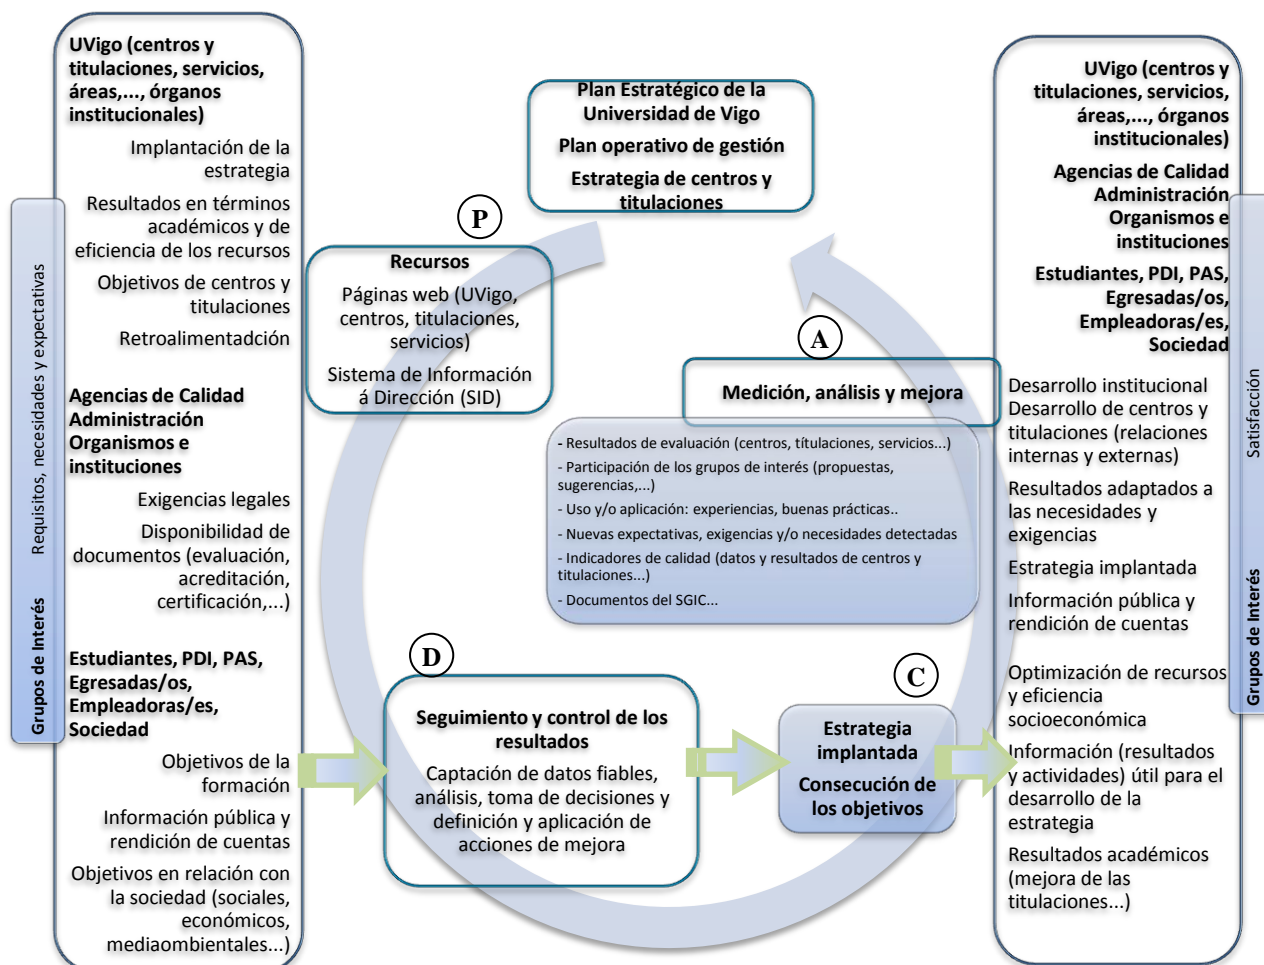 Grupos de Interés    Requisitos, necesidades y expectativas
UVigo (centros y
titulaciones, servicios,
áreas,..., órganos
institucionales)
Implantación de la
estrategia
Resultados en términos
académicos y de
eficiencia de los recursos
Objetivos de centros y
titulaciones
Retroalimentadción
Agencias de Calidad
Administración
Organismos e
instituciones
Exigencias legales
Disponibilidad de
documentos (evaluación,
acreditación,
certificación,...)
Estudiantes, PDI, PAS,
Egresadas/os,
Empleadoras/es,
Sociedad
Objetivos de la
formación
Información pública y
rendición de cuentas
Objetivos en relación con
la sociedad (sociales,
económicos,
mediaombientales...)
Plan Estratégico de la
Universidad de Vigo
Plan operativo de gestión
Estrategia de centros y
titulaciones
P
Recursos
Páginas web (UVigo,
centros, titulaciones,
servicios)
Sistema de Información
á Dirección (SID)
A
Medición, análisis y mejora
- Resultados de evaluación (centros, títulaciones, servicios...)
- Participación de los grupos de interés (propuestas,
sugerencias,...)
- Uso y/o aplicación: experiencias, buenas prácticas..
- Nuevas expectativas, exigencias y/o necesidades detectadas
- Indicadores de calidad (datos y resultados de centros y
titulaciones...)
- Documentos del SGIC...
D
Seguimiento y control de los
resultados
Captación de datos fiables,
análisis, toma de decisiones y
definición y aplicación de
acciones de mejora
C
Estrategia
implantada
Consecución de
los objetivos
UVigo (centros y
titulaciones, servicios,
áreas,..., órganos
institucionales)
Agencias de Calidad
Administración
Organismos e
instituciones
Estudiantes, PDI, PAS,
Egresadas/os,
Empleadoras/es,
Sociedad
Desarrollo institucional
Desarrollo de centros y
titulaciones (relaciones
internas y externas)
Resultados adaptados a
las necesidades y
exigencias
Estrategia implantada
Información pública y
rendición de cuentas
Optimización de recursos
y eficiencia
socioeconómica
Información (resultados
y actividades) útil para el
desarrollo de la
estrategia
Resultados académicos
(mejora de las
titulaciones...)
Grupos de Interés    Satisfacción